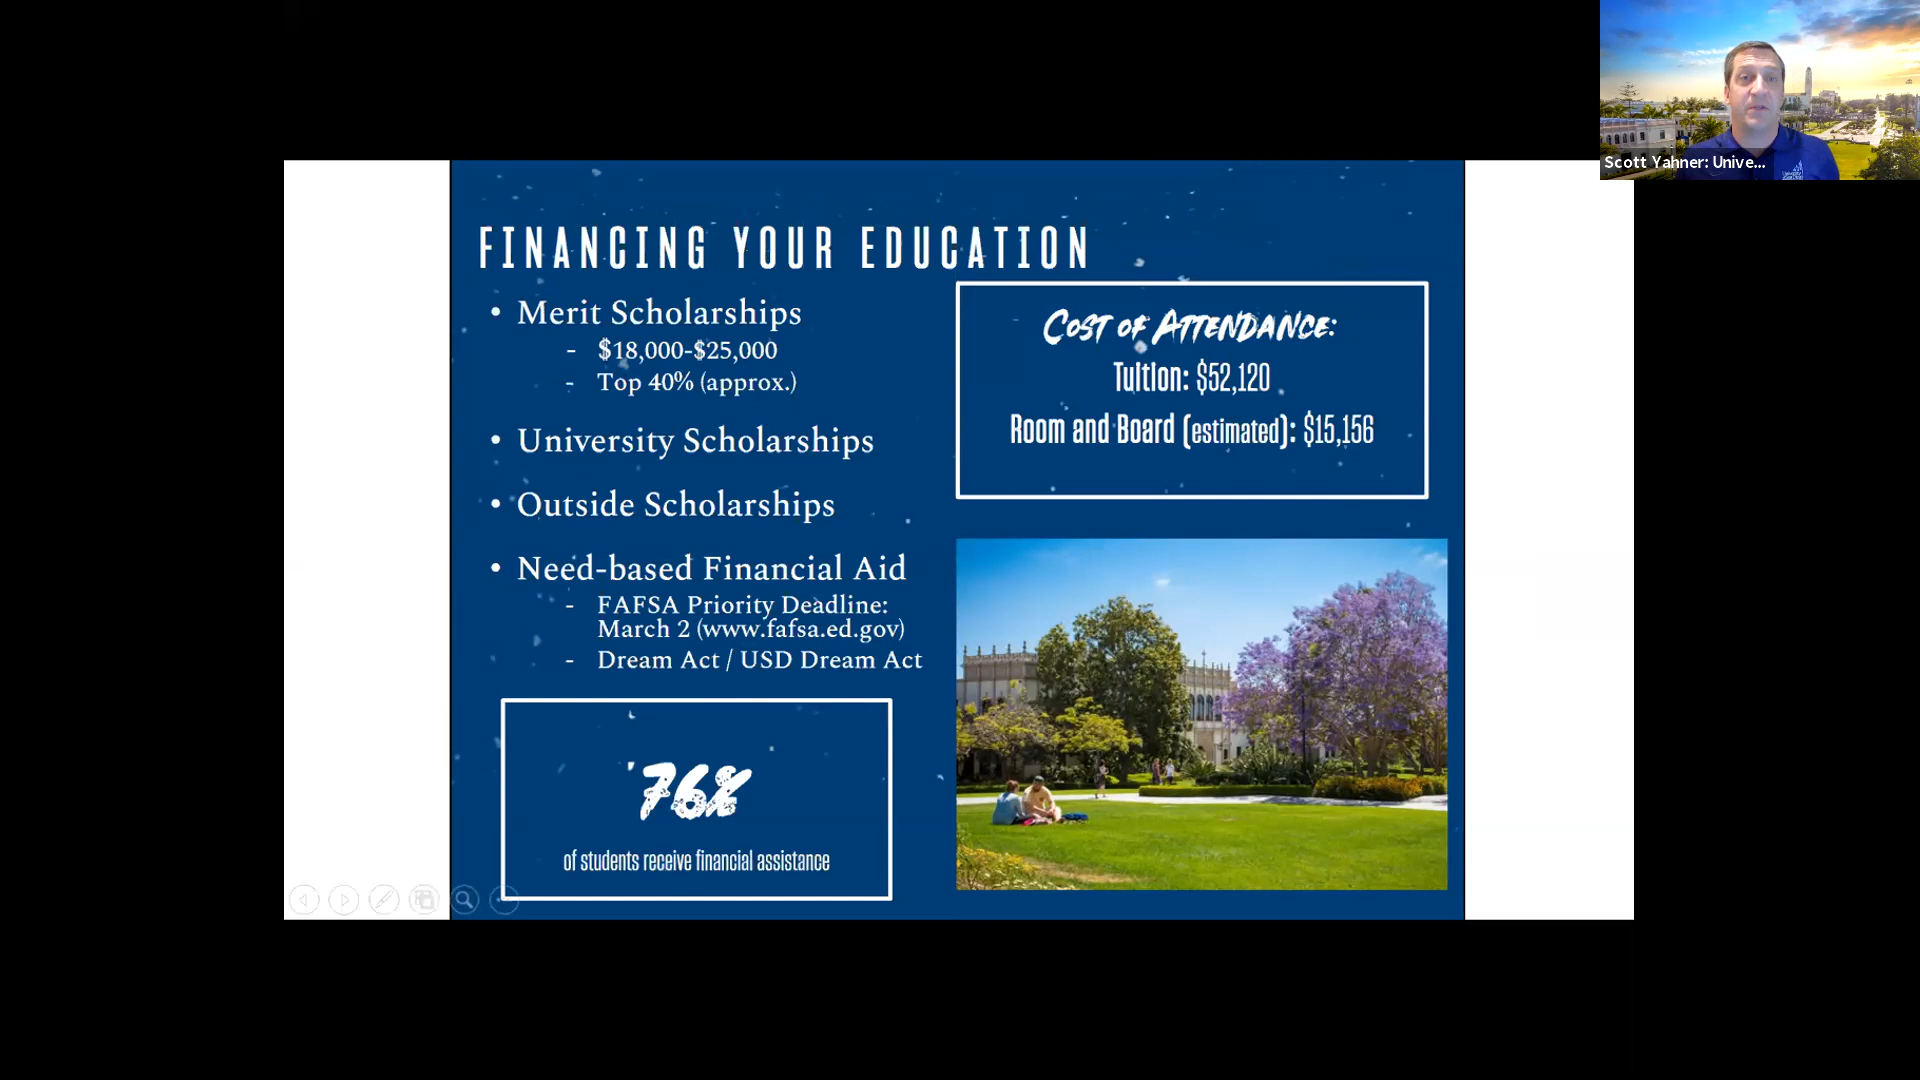 Scott Yahner: Unive...
FINANCING YOUR EDUCATION
• Merit Scholarships
- $18,000-$25,000
- Top 40% (approx.)
• University Scholarships
• Outside Scholarships
• Need-based Financial Aid
- FAFSA Priority Deadline:
March 2 (www.fafsa.ed.gov)
- Dream Act / USD Dream Act
76%
of students receive financial assistance
COST OF ATTENDANCE:
Tuition: $52,120
Room and Board (estimated): $15,156